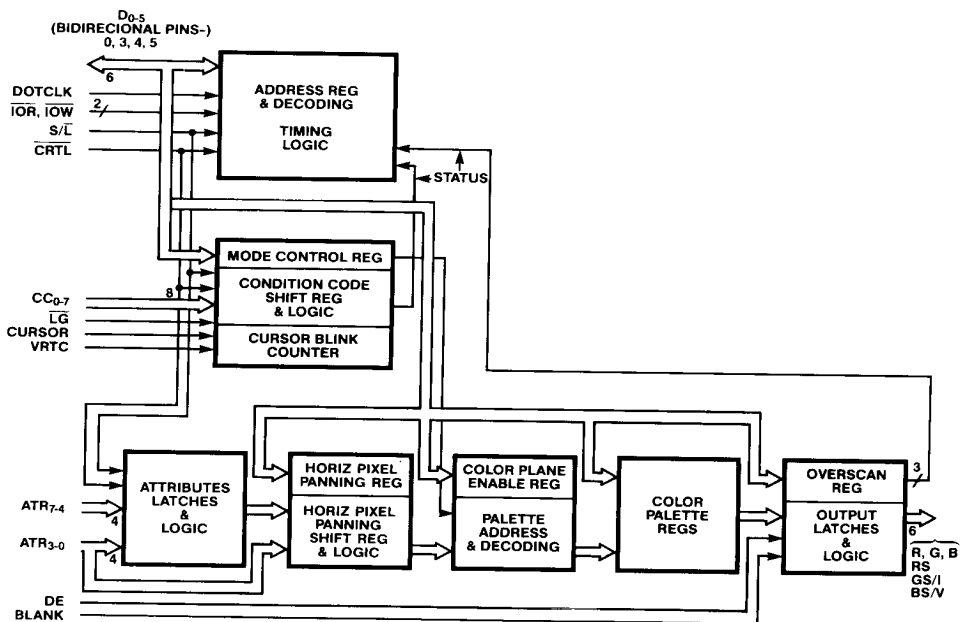 D0-5
(BIDIRECIONAL PINS-)
0, 3, 4, 5
6
DOTCLK
IOR, IOW
2
S/L
CRTL
ADDRESS REG
& DECODING
TIMING
LOGIC
STATUS
MODE CONTROL REG
CONDITION CODE
SHIFT REG
& LOGIC
CURSOR BLINK
COUNTER
8
CC0-7
LG
CURSOR
VRTC
ATTRIBUTES
LATCHES
&
LOGIC
HORIZ PIXEL
PANNING REG
HORIZ PIXEL
PANNING
SHIFT REG
& LOGIC
COLOR PLANE
ENABLE REG
PALETTE
ADDRESS
& DECODING
COLOR
PALETTE
REGS
OVERSCAN
REG
OUTPUT
LATCHES
&
LOGIC
3
6
ATR7-4
4
ATR3-0
4
R, G, B
RS
GS/I
BS/V
DE
BLANK